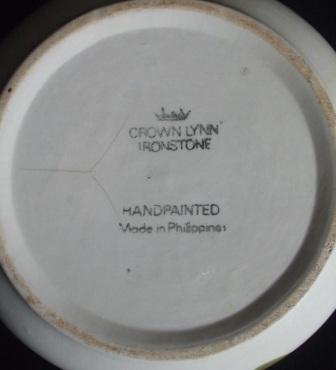 CROWN LYNN
IRONSTONE
HANDPAINTED
Made in Philippines